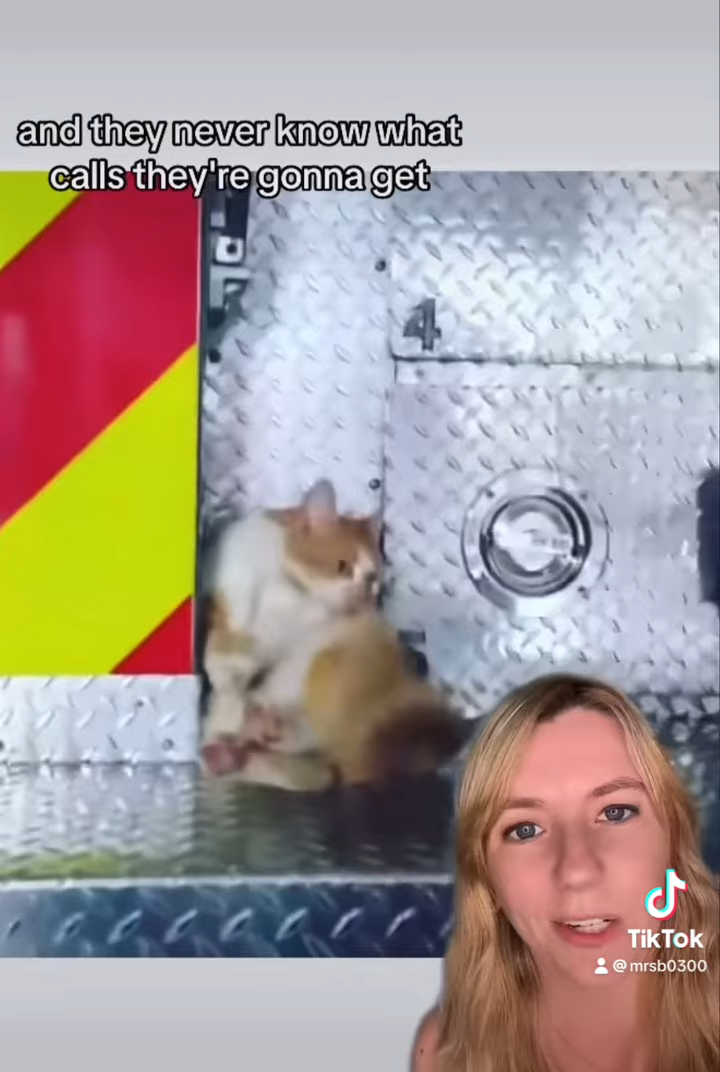 and they never know what
calls they're gonna get
4
TikTok
@mrsb0300